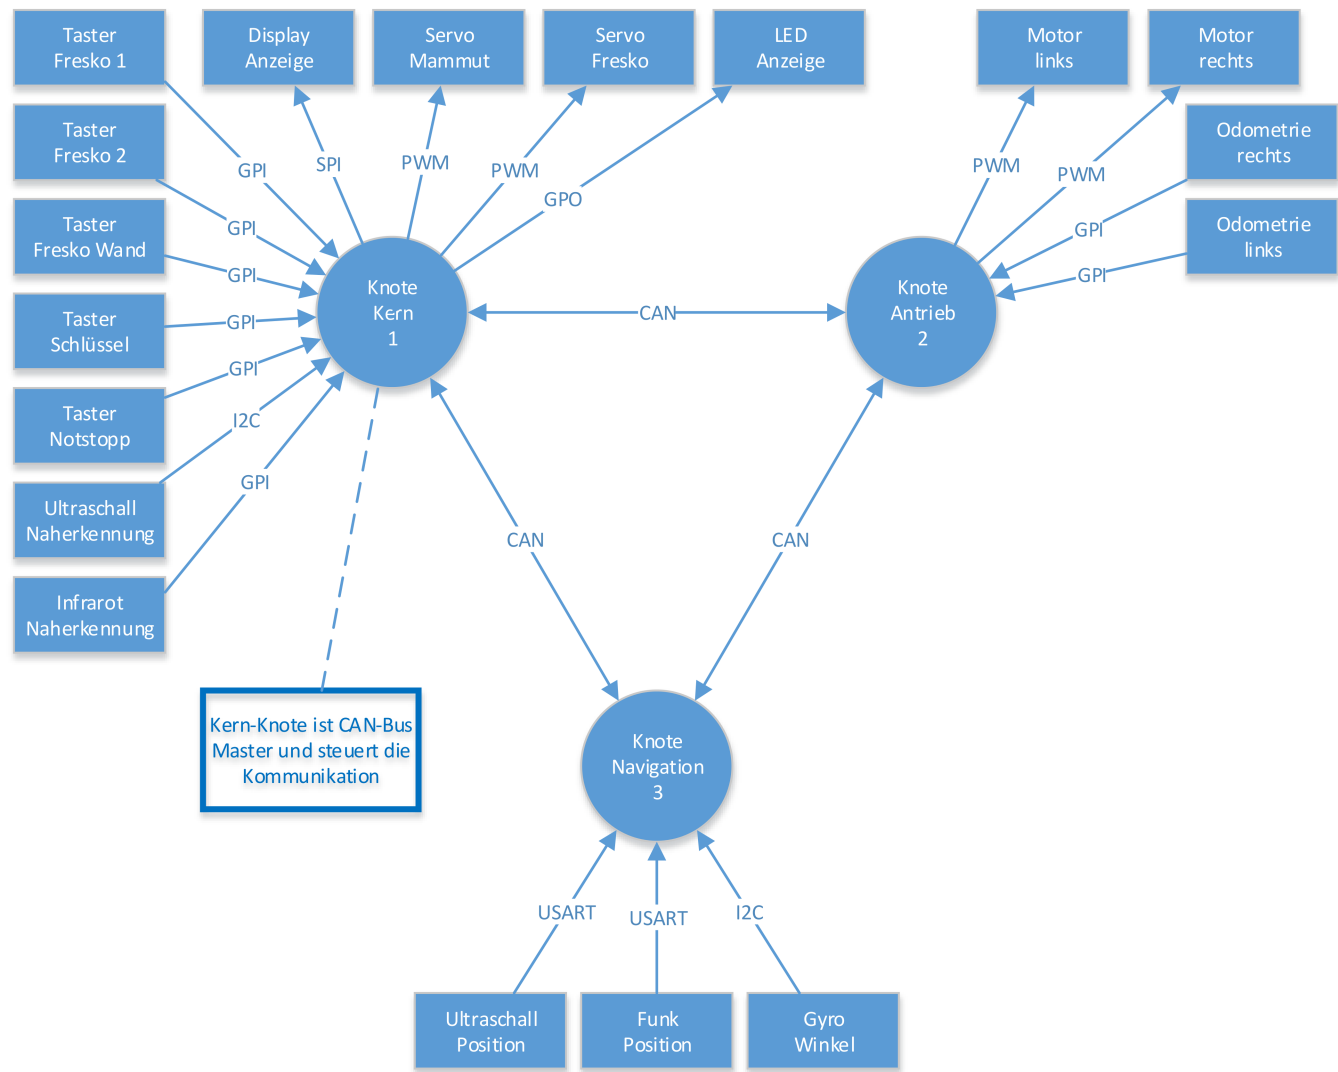 Taster
Fresko 1
Display
Anzeige
Servo
Mammut
Servo
Fresko
LED
Anzeige
Motor
links
Motor
rechts
Taster
Fresko 2
Odometrie
rechts
Taster
Fresko Wand
Odometrie
links
Taster
Schlüssel
Taster
Notstopp
Ultraschall
Naherkennung
Infrarot
Naherkennung
GPI
SPI
PWM
PWM
GPO
PWM
PWM
GPI
GPI
GPI
GPI
GPI
GPI
I2C
GPI
Knote
Kern
1
CAN
Knote
Antrieb
2
CAN
CAN
Kern-Knote ist CAN-Bus
Master und steuert die
Kommunikation
Knote
Navigation
3
USART
USART
I2C
Ultraschall
Position
Funk
Position
Gyro
Winkel